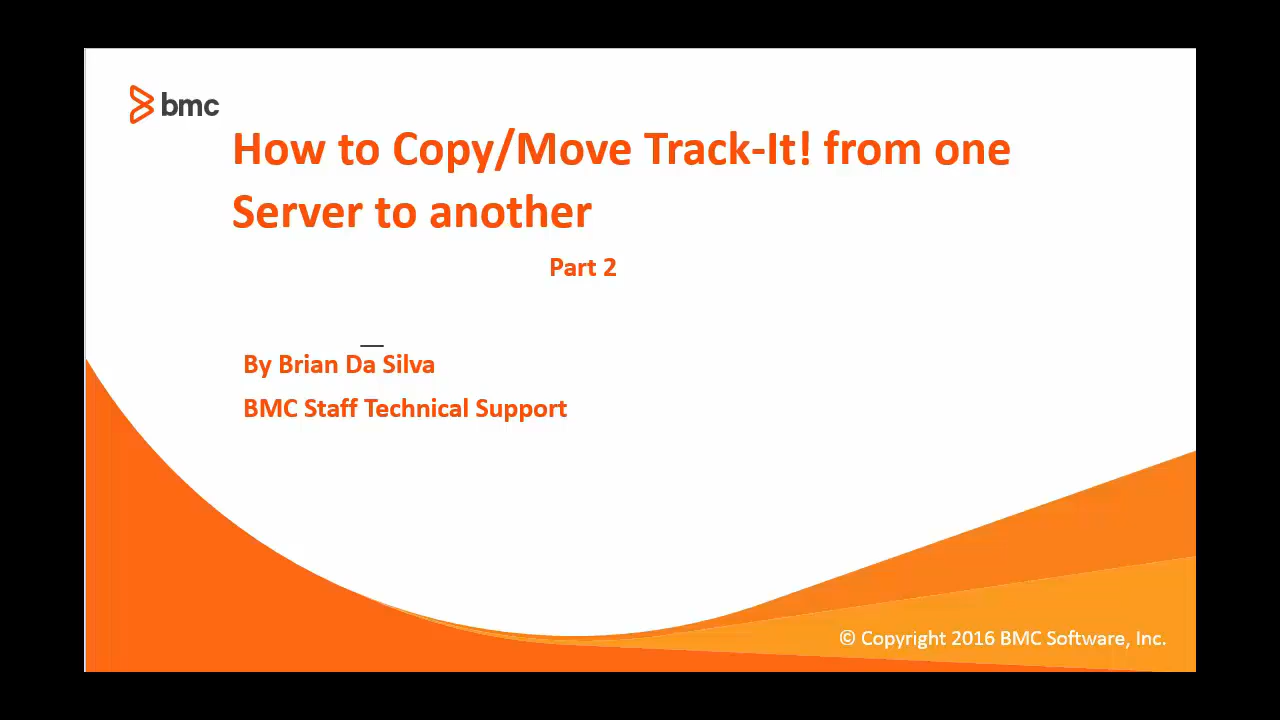 bmc
How to Copy/Move Track-It! from one
Server to another
Part 2
By Brian Da Silva
BMC Staff Technical Support
© Copyright 2016 BMC Software, Inc.